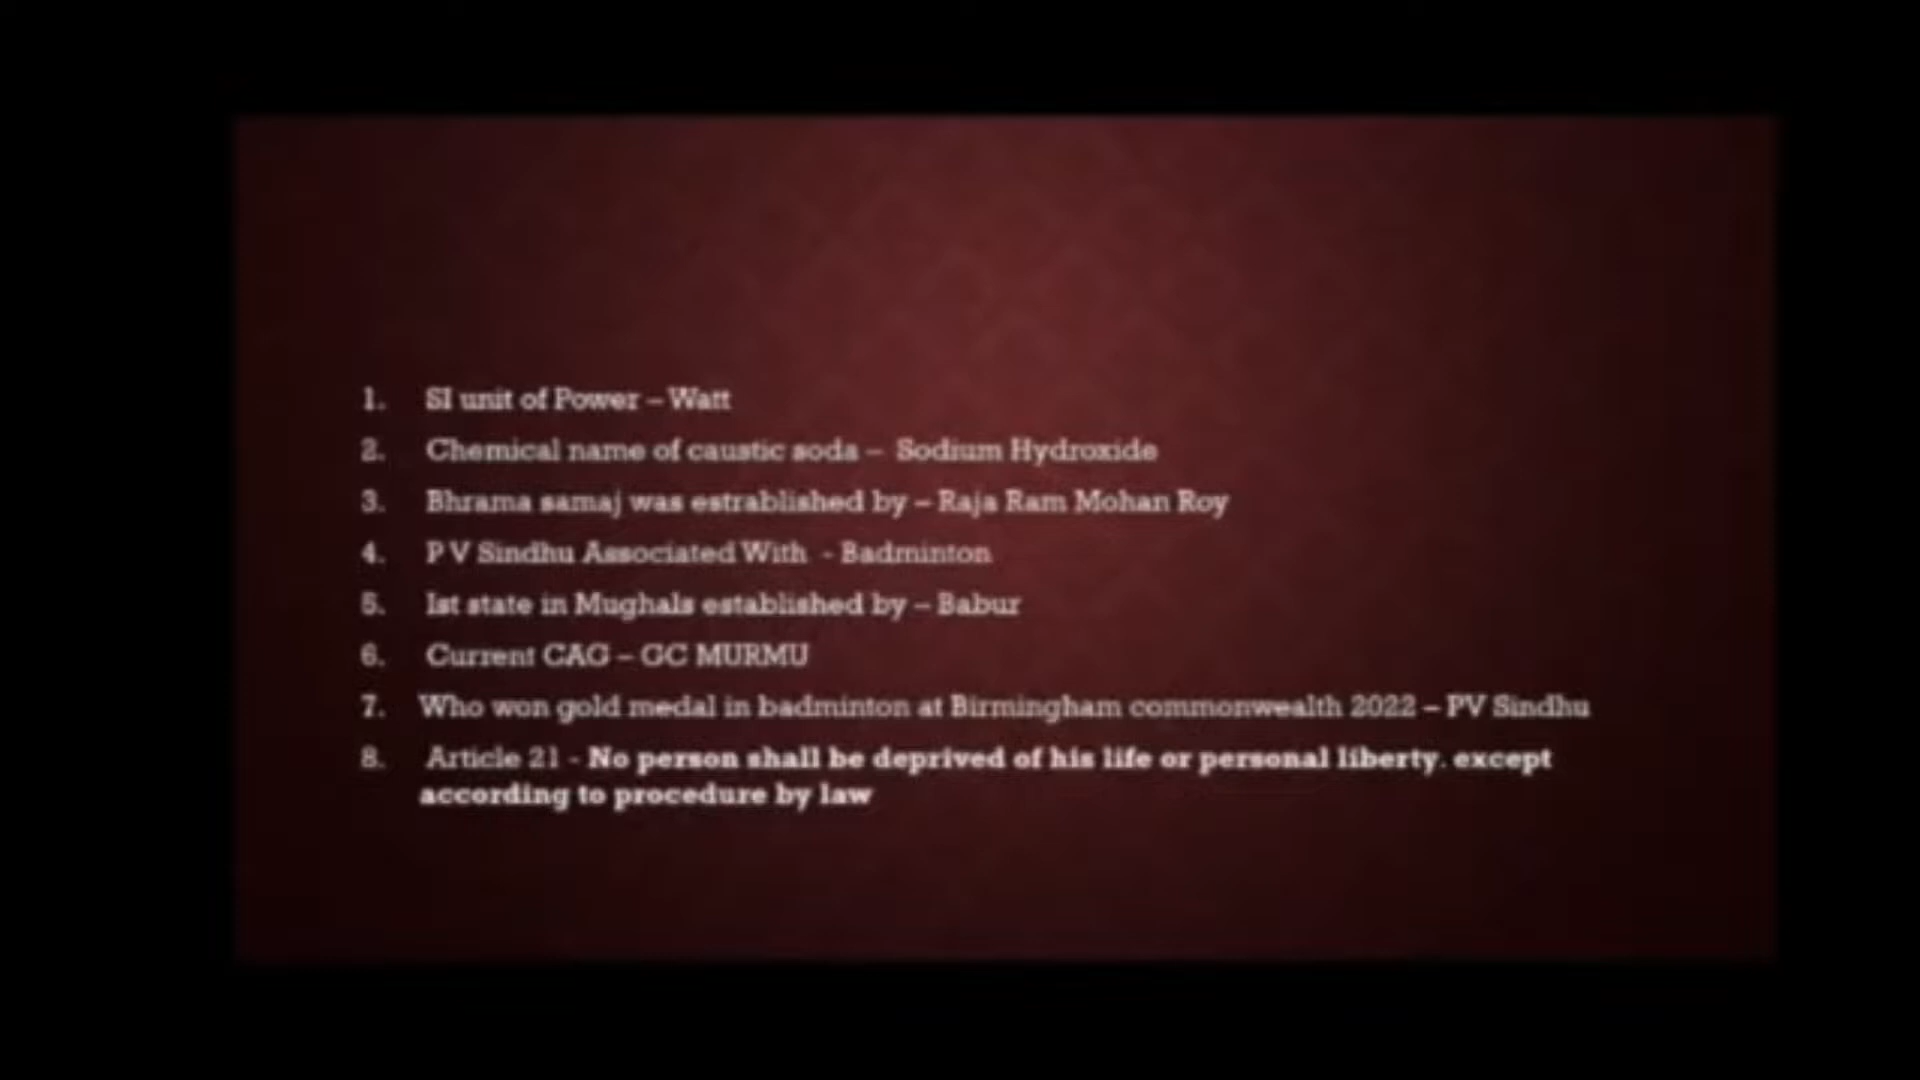 1. SI unit of Power – Watt
2. Chemical name of caustic soda – Sodium Hydroxide
3. Bhrama samaj was estrablished by – Raja Ram Mohan Roy
4. P V Sindhu Associated With - Badminton
5. Ist state in Mughals established by – Babur
6. Current CAG – GC MURMU
7. Who won gold medal in badminton at Birmingham commonwealth 2022 – PV Sindhu
8. Article 21 - No person shall be deprived of his life or personal liberty. except
according to procedure by law